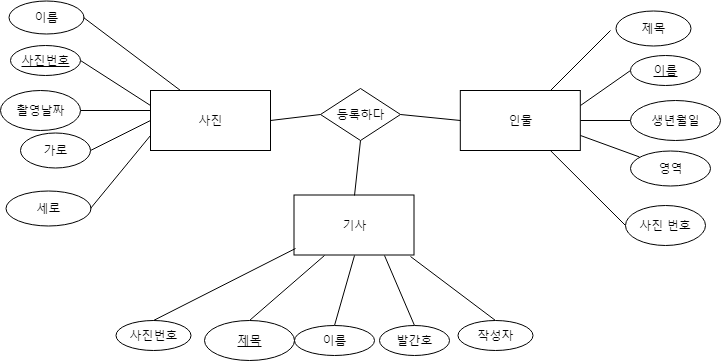 이름
사진번호
촬영날짜
가로
세로
사진
등록하다
인물
제목
이름
생년월일
영역
사진 번호
기사
사진번호
제목
이름
발간호
작성자